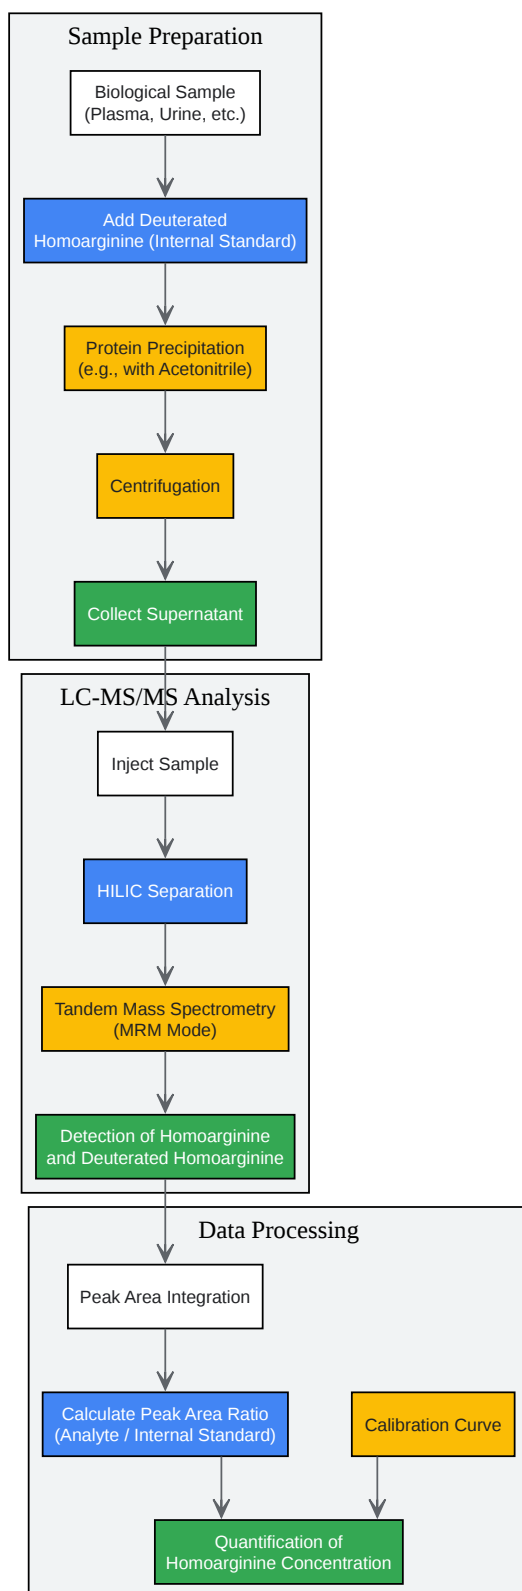 Sample Preparation
Biological Sample
(Plasma, Urine, etc.)
Add Deuterated
Homoarginine (Internal Standard)
Protein Precipitation
(e.g., with Acetonitrile)
Centrifugation
Collect Supernatant
LC-MS/MS Analysis
Inject Sample
HILIC Separation
Tandem Mass Spectrometry
(MRM Mode)
Detection of Homoarginine
and Deuterated Homoarginine
Data Processing
Peak Area Integration
Calculate Peak Area Ratio
(Analyte / Internal Standard)
Calibration Curve
Quantification of
Homoarginine Concentration